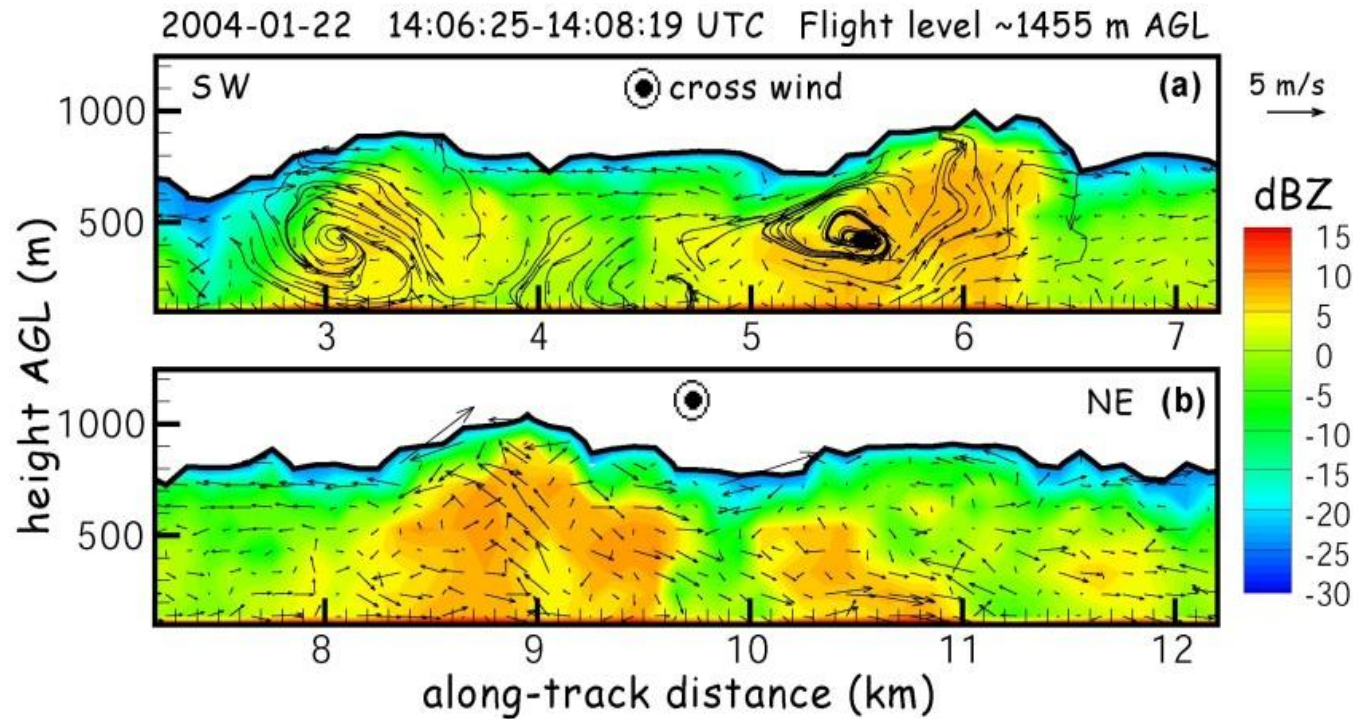 2004-01-22 14:06:25-14:08:19 UTC Flight level ~1455 m AGL
SW cross wind (a)
5 m/s
1000
500
3 4 5 6 7
dBZ
15
10
5
0
-5
-10
-15
-20
-25
-30
height AGL (m)
NE (b)
1000
500
8 9 10 11 12
along-track distance (km)